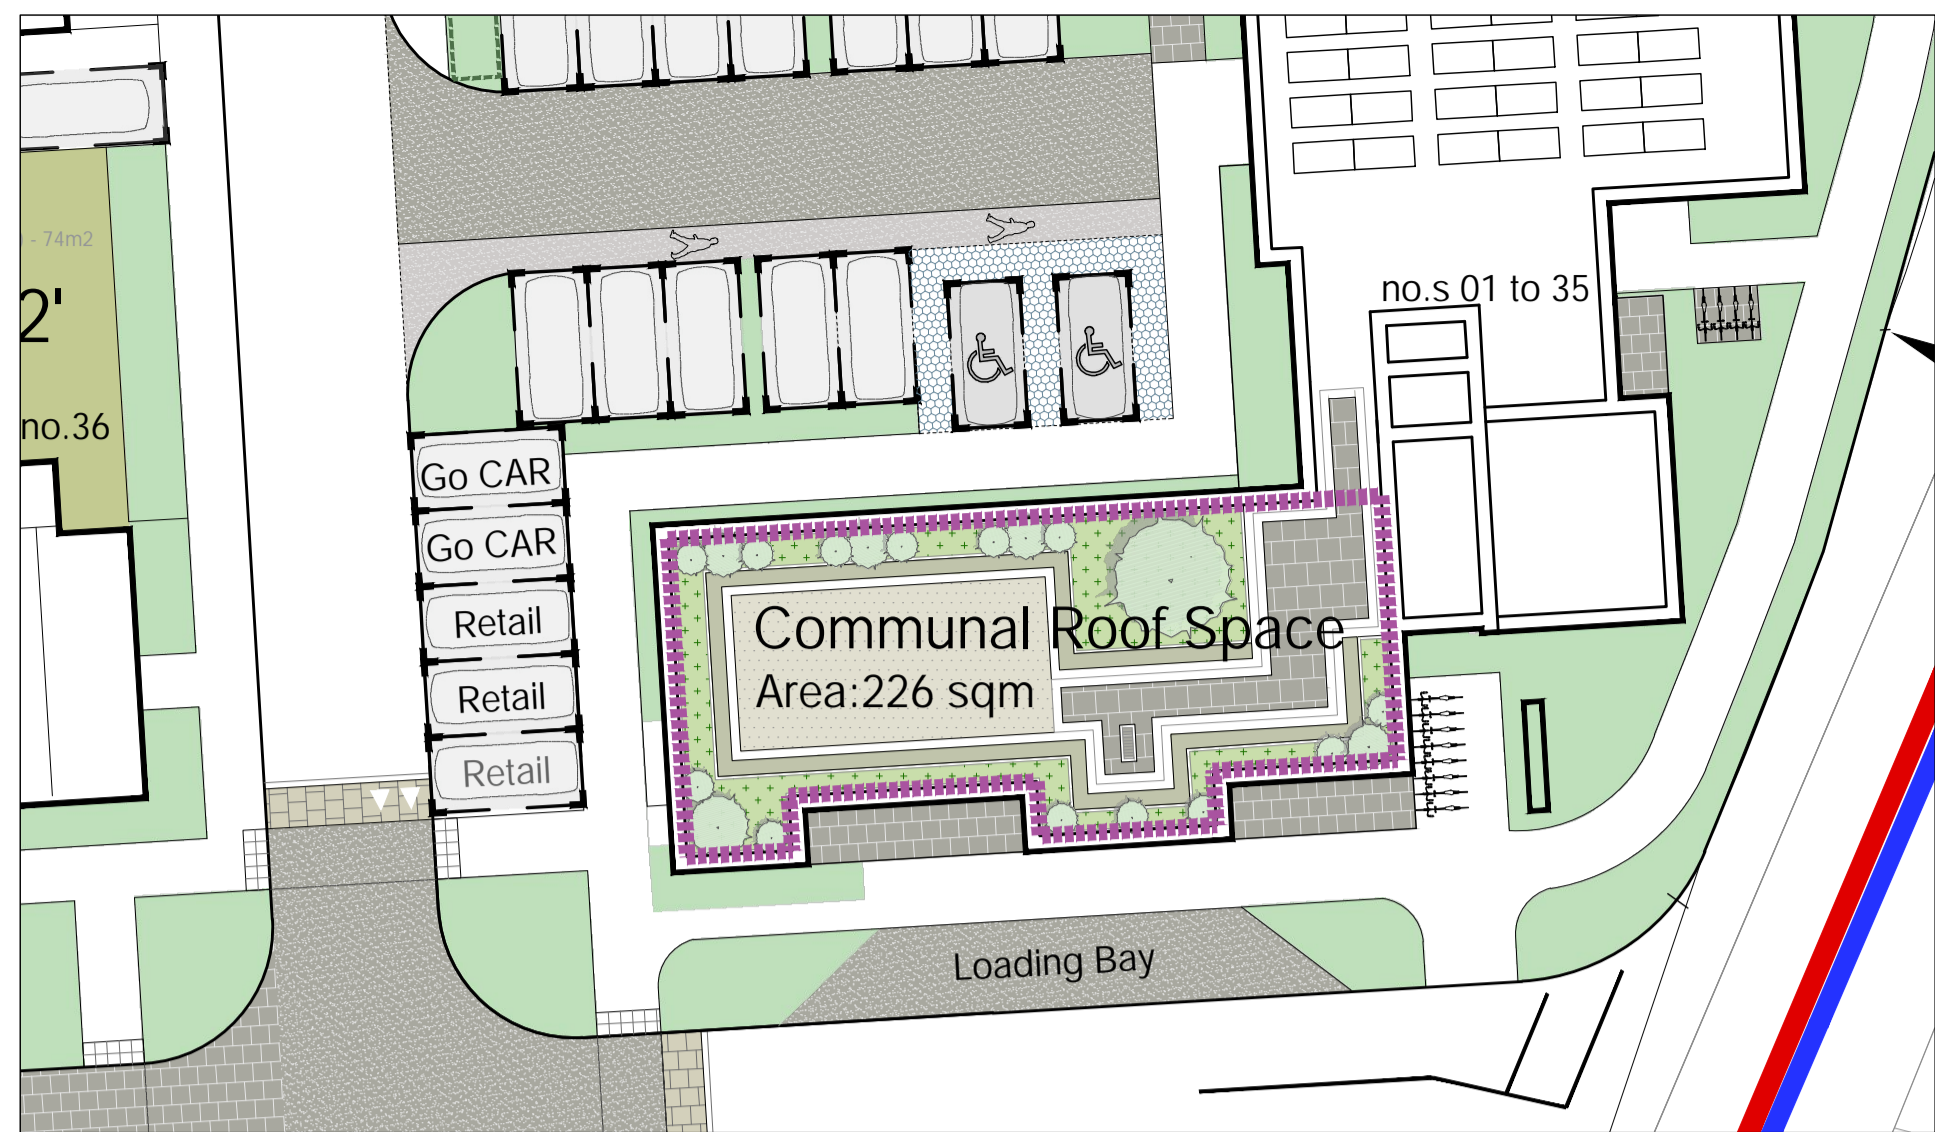 - 74m2
2'
no.36
no.s 01 to 35
Go CAR
Go CAR
Retail
Retail
Retail
Communal Roof Space
Area:226 sqm
Loading Bay